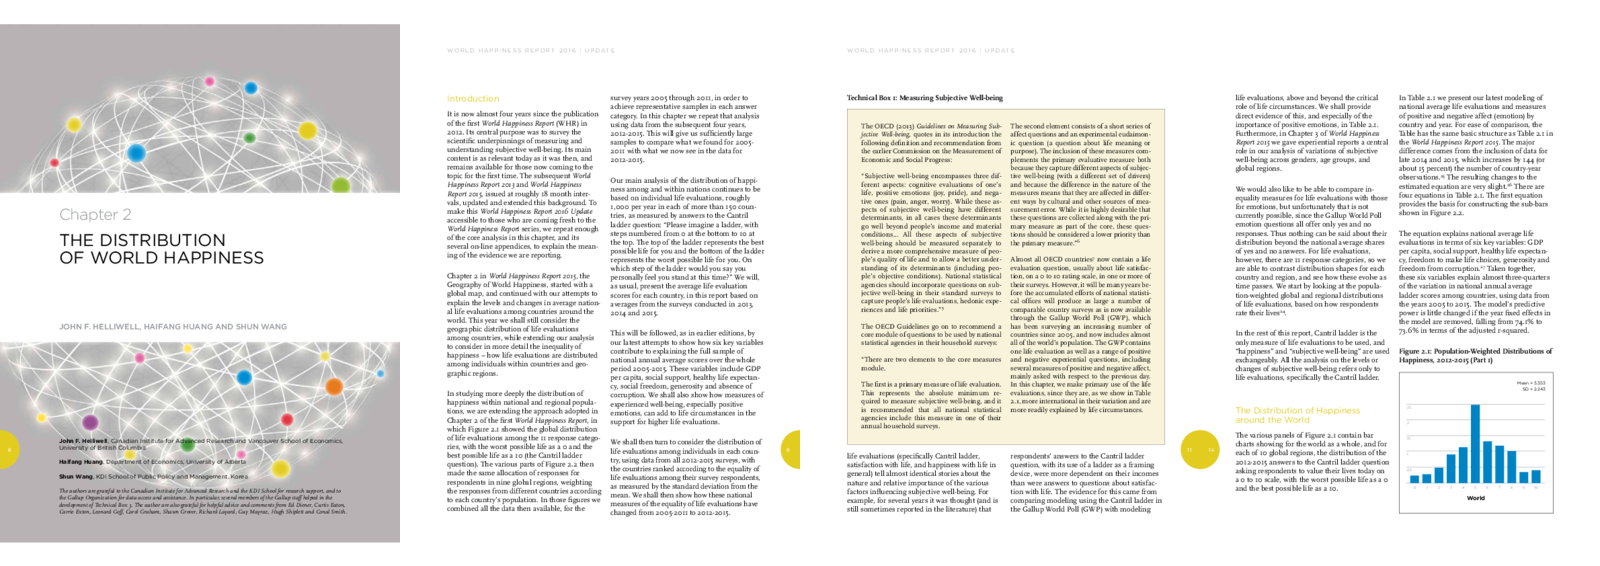 Chapter 2
THE DISTRIBUTION
OF WORLD HAPPINESS
JOHN F. HELLIWELL, HAIFANG HUANG AND SHUN WANG
John F. Helliwell, Canadian Institute for Advanced Research and Vancouver School of Economics,
University of British Columbia
Haifang Huang, Department of Economics, University of Alberta
Shun Wang, KDI School of Public Policy and Management, Korea
The authors are grateful to the Canadian Institute for Advanced Research and the KDI School for research support, and to
the Gallup Organization for data access and assistance. In particular, several members of the Gallup staff helped in the
development of Technical Box 3. The authors are also grateful for helpful advice and comments from Ed Diener, Curtis Eaton,
Carrie Exton, Leonard Goff, Carol Graham, Shawn Grover, Richard Layard, Guy Mayraz, Hugh Shiplett and Conal Smith.
WORLD HAPPINESS REPORT 2016 | UPDATE
Introduction
It is now almost four years since the publication
of the first World Happiness Report (WHR) in
2012. Its central purpose was to survey the
scientific underpinnings of measuring and
understanding subjective well-being. Its main
content is as relevant today as it was then, and
remains available for those now coming to the
topic for the first time. The subsequent World
Happiness Report 2013 and World Happiness
Report 2015, issued at roughly 18 month inter-
vals, updated and extended this background. To
make this World Happiness Report 2016 Update
accessible to those who are coming fresh to the
World Happiness Report series, we repeat enough
of the core analysis in this chapter, and its
several on-line appendices, to explain the mean-
ing of the evidence we are reporting.
Chapter 2 in World Happiness Report 2015, the
Geography of World Happiness, started with a
global map, and continued with our attempts to
explain the levels and changes in average nation-
al life evaluations among countries around the
world. This year we shall still consider the
geographic distribution of life evaluations
among countries, while extending our analysis
to consider in more detail the inequality of
happiness – how life evaluations are distributed
among individuals within countries and geo-
graphic regions.
In studying more deeply the distribution of
happiness within national and regional popula-
tions, we are extending the approach adopted in
Chapter 2 of the first World Happiness Report, in
which Figure 2.1 showed the global distribution
of life evaluations among the 11 response catego-
ries, with the worst possible life as a 0 and the
best possible life as a 10 (the Cantril ladder
question). The various parts of Figure 2.2 then
made the same allocation of responses for
respondents in nine global regions, weighting
the responses from different countries according
to each country's population. In those figures we
combined all the data then available, for the
survey years 2005 through 2011, in order to
achieve representative samples in each answer
category. In this chapter we repeat that analysis
using data from the subsequent four years,
2012-2015. This will give us sufficiently large
samples to compare what we found for 2005-
2011 with what we now see in the data for
2012-2015.
Our main analysis of the distribution of happi-
ness among and within nations continues to be
based on individual life evaluations, roughly
1,000 per year in each of more than 150 coun-
tries, as measured by answers to the Cantril
ladder question: "Please imagine a ladder, with
steps numbered from 0 at the bottom to 10 at
the top. The top of the ladder represents the best
possible life for you and the bottom of the ladder
represents the worst possible life for you. On
which step of the ladder would you say you
personally feel you stand at this time?" We will,
as usual, present the average life evaluation
scores for each country, in this report based on
averages from the surveys conducted in 2013,
2014 and 2015.
This will be followed, as in earlier editions, by
our latest attempts to show how six key variables
contribute to explaining the full sample of
national annual average scores over the whole
period 2005-2015. These variables include GDP
per capita, social support, healthy life expectan-
cy, social freedom, generosity and absence of
corruption. We shall also show how measures of
experienced well-being, especially positive
emotions, can add to life circumstances in the
support for higher life evaluations.
We shall then turn to consider the distribution of
life evaluations among individuals in each coun-
try, using data from all 2012-2015 surveys, with
the countries ranked according to the equality of
life evaluations among their survey respondents,
as measured by the standard deviation from the
mean. We shall then show how these national
measures of the equality of life evaluations have
changed from 2005-2011 to 2012-2015.
WORLD HAPPINESS REPORT 2016 | UPDATE
Technical Box 1: Measuring Subjective Well-being
The OECD (2013) Guidelines on Measuring Sub-
jective Well-being, quotes in its introduction the
following definition and recommendation from
the earlier Commission on the Measurement of
Economic and Social Progress:
"Subjective well-being encompasses three dif-
ferent aspects: cognitive evaluations of one's
life, positive emotions (joy, pride), and nega-
tive ones (pain, anger, worry). While these as-
pects of subjective well-being have different
determinants, in all cases these determinants
go well beyond people's income and material
conditions... All these aspects of subjective
well-being should be measured separately to
derive a more comprehensive measure of peo-
ple's quality of life and to allow a better under-
standing of its determinants (including peo-
ple's objective conditions). National statistical
agencies should incorporate questions on sub-
jective well-being in their standard surveys to
capture people's life evaluations, hedonic expe-
riences and life priorities."5
The OECD Guidelines go on to recommend a
core module of questions to be used by national
statistical agencies in their household surveys:
"There are two elements to the core measures
module.
The first is a primary measure of life evaluation.
This represents the absolute minimum re-
quired to measure subjective well-being, and it
is recommended that all national statistical
agencies include this measure in one of their
annual household surveys.
The second element consists of a short series of
affect questions and an experimental eudaimon-
ic question (a question about life meaning or
purpose). The inclusion of these measures com-
plements the primary evaluative measure both
because they capture different aspects of subjec-
tive well-being (with a different set of drivers)
and because the difference in the nature of the
measures means that they are affected in differ-
ent ways by cultural and other sources of mea-
surement error. While it is highly desirable that
these questions are collected along with the pri-
mary measure as part of the core, these ques-
tions should be considered a lower priority than
the primary measure."6
Almost all OECD countries7 now contain a life
evaluation question, usually about life satisfac-
tion, on a 0 to 10 rating scale, in one or more of
their surveys. However, it will be many years be-
fore the accumulated efforts of national statisti-
cal offices will produce as large a number of
comparable country surveys as is now available
through the Gallup World Poll (GWP), which
has been surveying an increasing number of
countries since 2005, and now includes almost
all of the world's population. The GWP contains
one life evaluation as well as a range of positive
and negative experiential questions, including
several measures of positive and negative affect,
mainly asked with respect to the previous day.
In this chapter, we make primary use of the life
evaluations, since they are, as we show in Table
2.1, more international in their variation and are
more readily explained by life circumstances.
life evaluations (specifically Cantril ladder,
satisfaction with life, and happiness with life in
general) tell almost identical stories about the
nature and relative importance of the various
factors influencing subjective well-being. For
example, for several years it was thought (and is
still sometimes reported in the literature) that
respondents' answers to the Cantril ladder
question, with its use of a ladder as a framing
device, were more dependent on their incomes
than were answers to questions about satisfac-
tion with life. The evidence for this came from
comparing modeling using the Cantril ladder in
the Gallup World Poll (GWP) with modeling
life evaluations, above and beyond the critical
role of life circumstances. We shall provide
direct evidence of this, and especially of the
importance of positive emotions, in Table 2.1.
Furthermore, in Chapter 3 of World Happiness
Report 2015 we gave experiential reports a central
role in our analysis of variations of subjective
well-being across genders, age groups, and
global regions.
We would also like to be able to compare in-
equality measures for life evaluations with those
for emotions, but unfortunately that is not
currently possible, since the Gallup World Poll
emotion questions all offer only yes and no
responses. Thus nothing can be said about their
distribution beyond the national average shares
of yes and no answers. For life evaluations,
however, there are 11 response categories, so we
are able to contrast distribution shapes for each
country and region, and see how these evolve as
time passes. We start by looking at the popula-
tion-weighted global and regional distributions
of life evaluations, based on how respondents
rate their lives14.
In the rest of this report, Cantril ladder is the
primary measure of life evaluations used, and
"happiness" and "subjective well-being" are used
exchangeably. All the analysis on the levels or
changes of subjective well-being refers only to
life evaluations, specifically the Cantril ladder.
The Distribution of Happiness
around the World
The various panels of Figure 2.1 contain bar
charts showing for the world as a whole, and for
each of 10 global regions, the distribution of the
2012-2015 answers to the Cantril ladder question
asking respondents to value their lives today on
a 0 to 10 scale, with the worst possible life as a 0
and the best possible life as a 10.
In Table 2.1 we present our latest modeling of
national average life evaluations and measures
of positive and negative affect (emotion) by
country and year. For ease of comparison, the
Table has the same basic structure as Table 2.1 in
the World Happiness Report 2015. The major
difference comes from the inclusion of data for
late 2014 and 2015, which increases by 144 (or
about 15 percent) the number of country-year
observations.15 The resulting changes to the
estimated equation are very slight.16 There are
four equations in Table 2.1. The first equation
provides the basis for constructing the sub-bars
shown in Figure 2.2.
The equation explains national average life
evaluations in terms of six key variables: GDP
per capita, social support, healthy life expectan-
cy, freedom to make life choices, generosity and
freedom from corruption.17 Taken together,
these six variables explain almost three-quarters
of the variation in national annual average
ladder scores among countries, using data from
the years 2005 to 2015. The model's predictive
power is little changed if the year fixed effects in
the model are removed, falling from 74.1% to
73.6% in terms of the adjusted r-squared.
Figure 2.1: Population-Weighted Distributions of
Happiness, 2012-2015 (Part 1)
Mean = 5.353
SD = 2.243
World